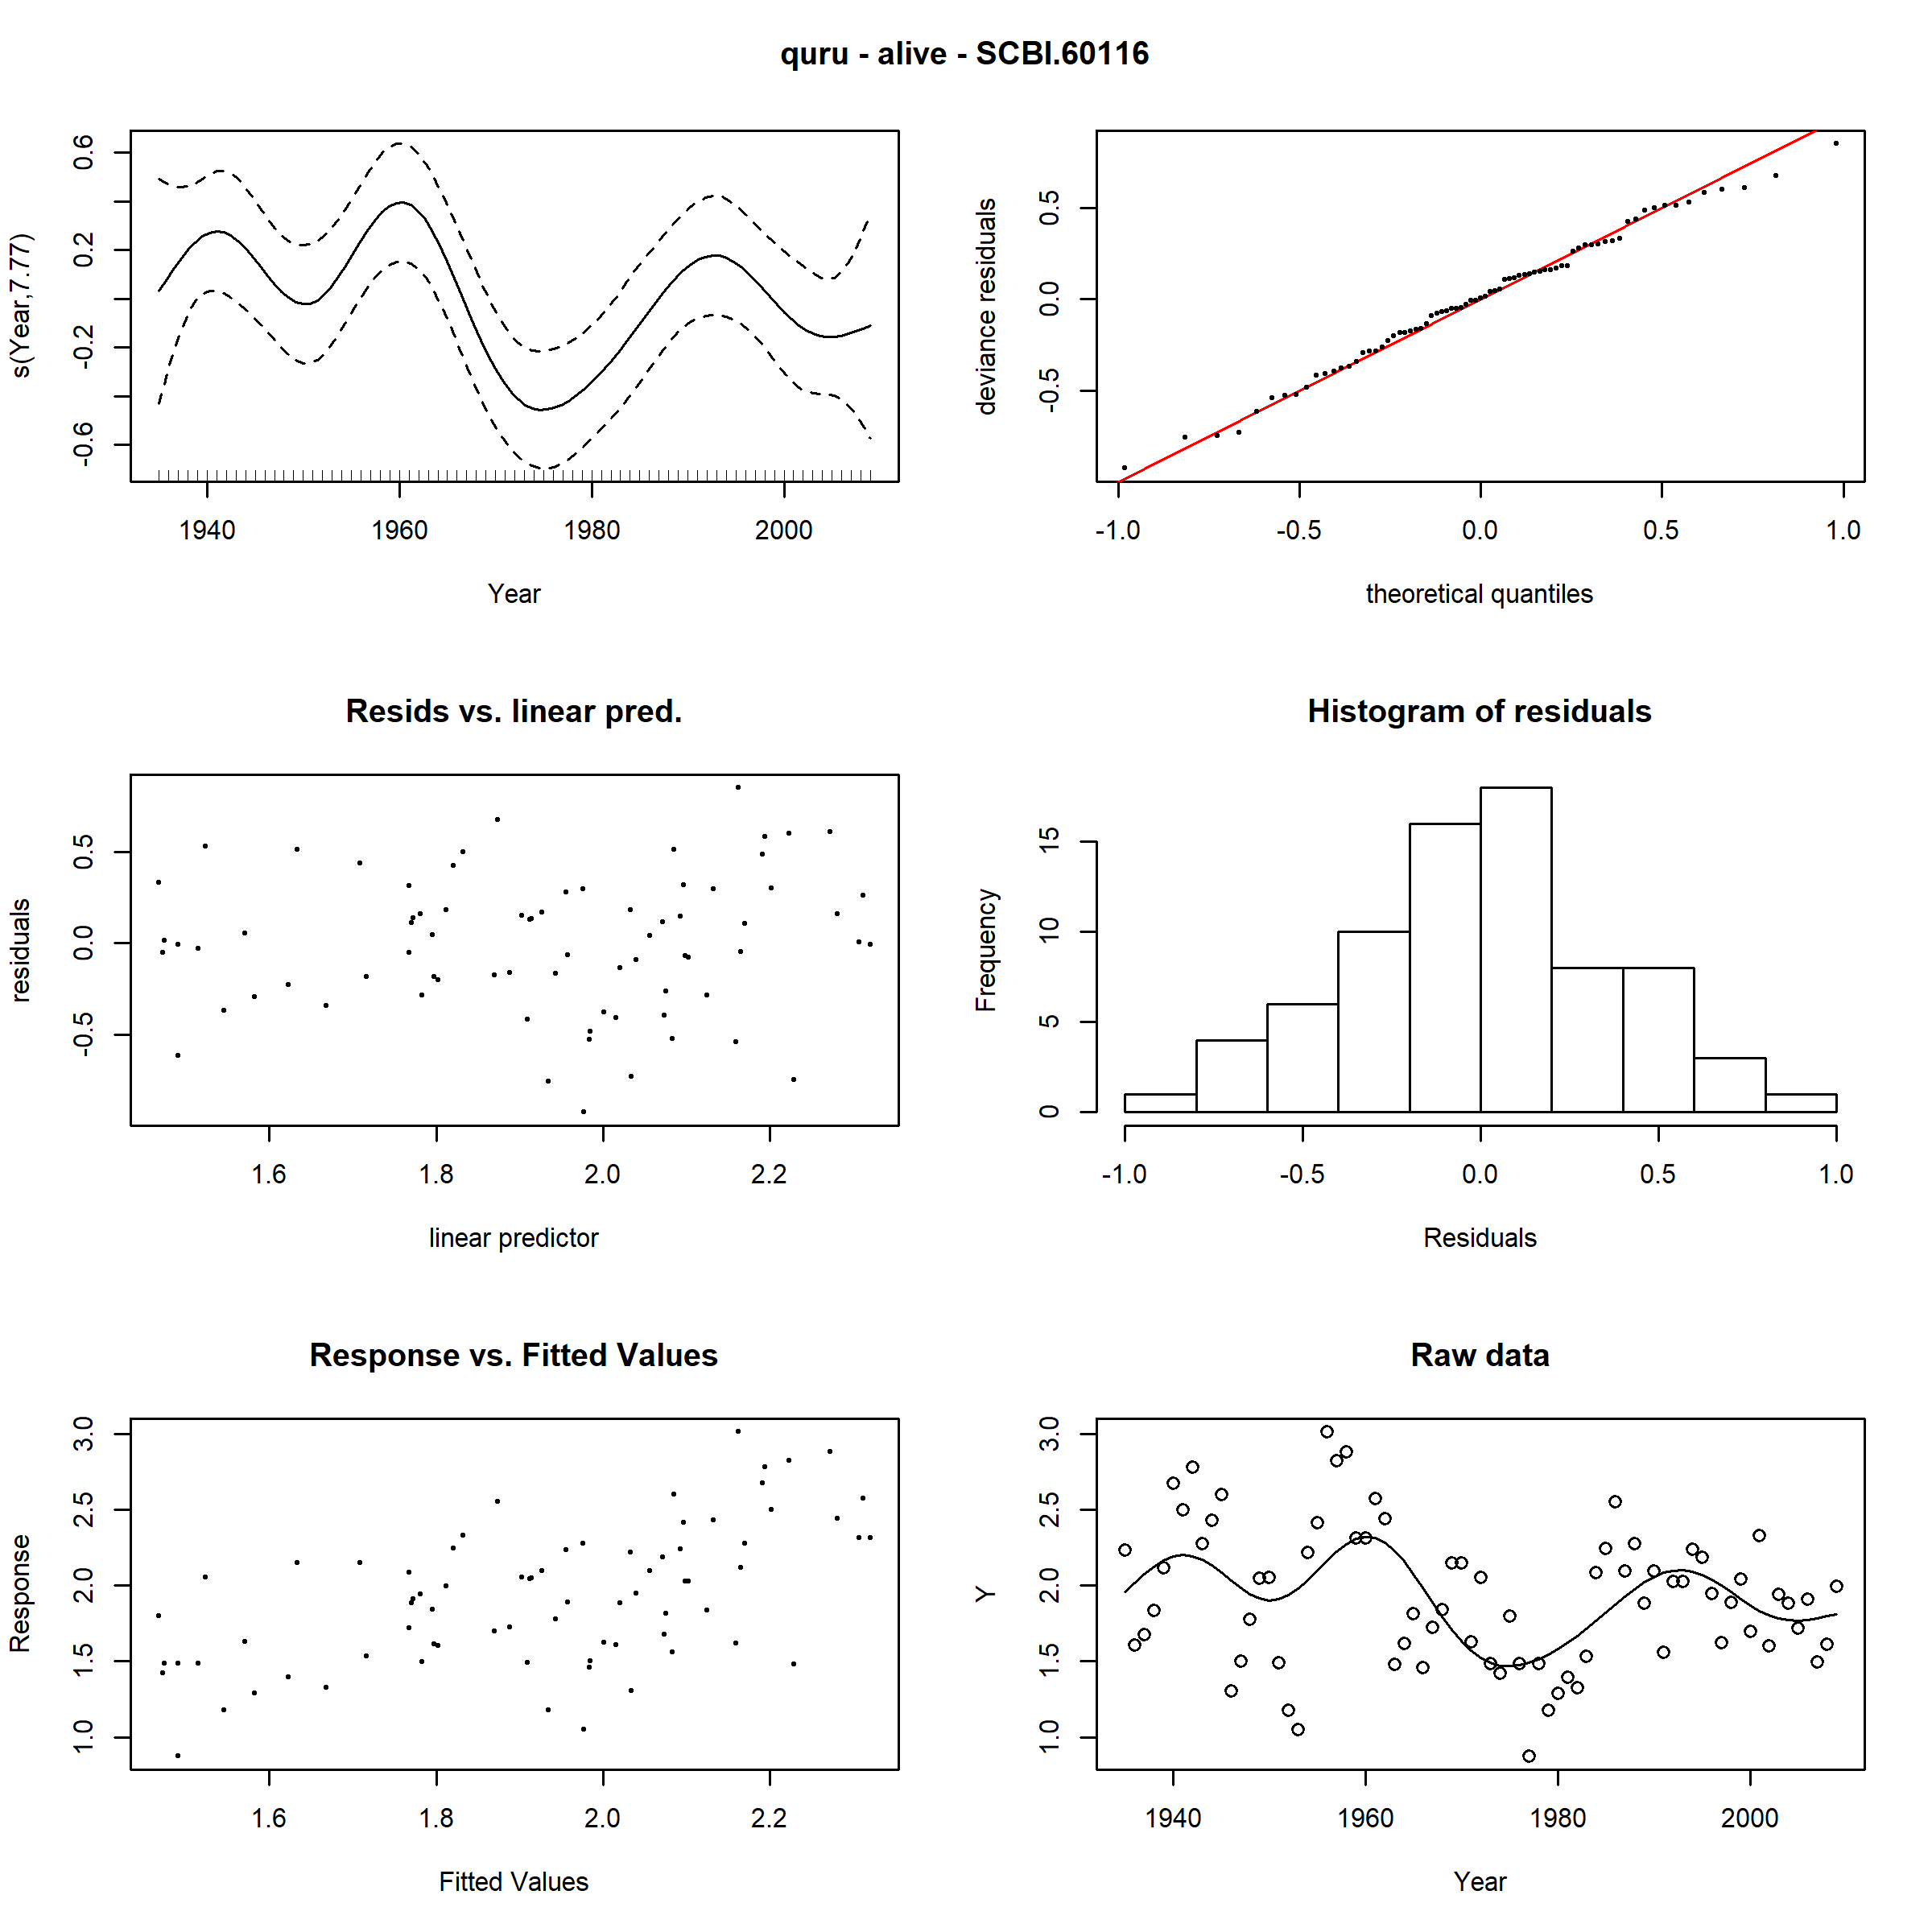 quru - alive - SCBI.60116
s(Year,7.77)
0.6
0.2
-0.2
-0.6
1940 1960 1980 2000
Year
deviance residuals
0.5
0.0
-0.5
-1.0 -0.5 0.0 0.5 1.0
theoretical quantiles
Resids vs. linear pred.
residuals
0.5
0.0
-0.5
1.6 1.8 2.0 2.2
linear predictor
Histogram of residuals
Frequency
15
10
5
0
-1.0 -0.5 0.0 0.5 1.0
Residuals
Response vs. Fitted Values
Response
3.0
2.5
2.0
1.5
1.0
1.6 1.8 2.0 2.2
Fitted Values
Raw data
Y
3.0
2.5
2.0
1.5
1.0
1940 1960 1980 2000
Year